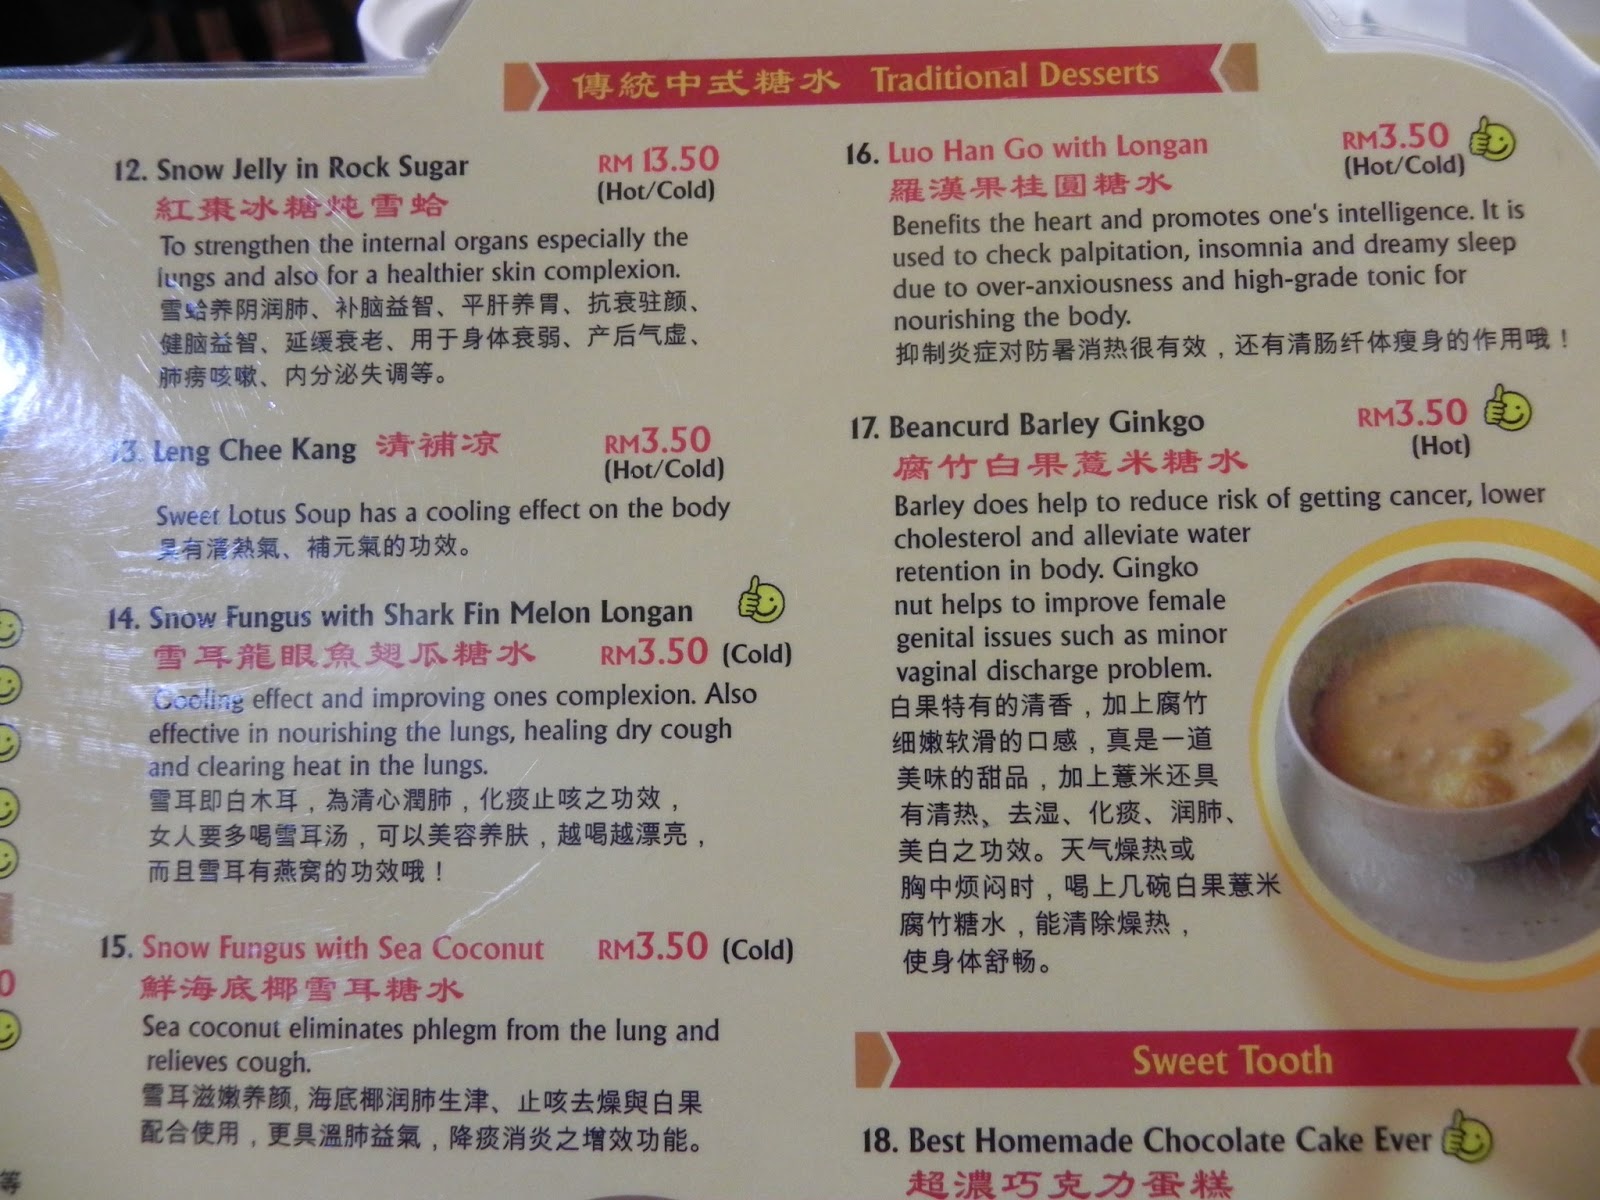 傳統中式糖水 Traditional Desserts
12. Snow Jelly in Rock Sugar RM 13.50
紅棗冰糖炖雪蛤 (Hot/Cold)
To strengthen the internal organs especially the
lungs and also for a healthier skin complexion.
雪蛤养阴润肺、补脑益智、平肝养胃、抗衰驻颜、
健脑益智、延缓衰老、用于身体衰弱、产后气虚、
肺痨咳嗽、内分泌失调等。
13. Leng Chee Kang 清補凉 RM3.50
(Hot/Cold)
Sweet Lotus Soup has a cooling effect on the body
具有清熱氣、補元氣的功效。
14. Snow Fungus with Shark Fin Melon Longan
雪耳龍眼魚翅瓜糖水 RM3.50 (Cold)
Cooling effect and improving ones complexion. Also
effective in nourishing the lungs, healing dry cough
and clearing heat in the lungs.
雪耳即白木耳，為清心潤肺，化痰止咳之功效，
女人要多喝雪耳汤，可以美容养肤，越喝越漂亮，
而且雪耳有燕窝的功效哦！
15. Snow Fungus with Sea Coconut RM3.50 (Cold)
鮮海底椰雪耳糖水
Sea coconut eliminates phlegm from the lung and
relieves cough.
雪耳滋嫩养颜, 海底椰润肺生津、止咳去燥與白果
配合使用，更具溫肺益氣，降痰消炎之增效功能。
16. Luo Han Go with Longan RM3.50
羅漢果桂圓糖水 (Hot/Cold)
Benefits the heart and promotes one's intelligence. It is
used to check palpitation, insomnia and dreamy sleep
due to over-anxiousness and high-grade tonic for
nourishing the body.
抑制炎症对防暑消热很有效，还有清肠纤体瘦身的作用哦！
17. Beancurd Barley Ginkgo RM3.50
腐竹白果薏米糖水 (Hot)
Barley does help to reduce risk of getting cancer, lower
cholesterol and alleviate water
retention in body. Gingko
nut helps to improve female
genital issues such as minor
vaginal discharge problem.
白果特有的清香，加上腐竹
细嫩软滑的口感，真是一道
美味的甜品，加上薏米还具
有清热、去湿、化痰、润肺、
美白之功效。天气燥热或
胸中烦闷时，喝上几碗白果薏米
腐竹糖水，能清除燥热，
使身体舒畅。
Sweet Tooth
18. Best Homemade Chocolate Cake Ever
超濃巧克力蛋糕
0
等